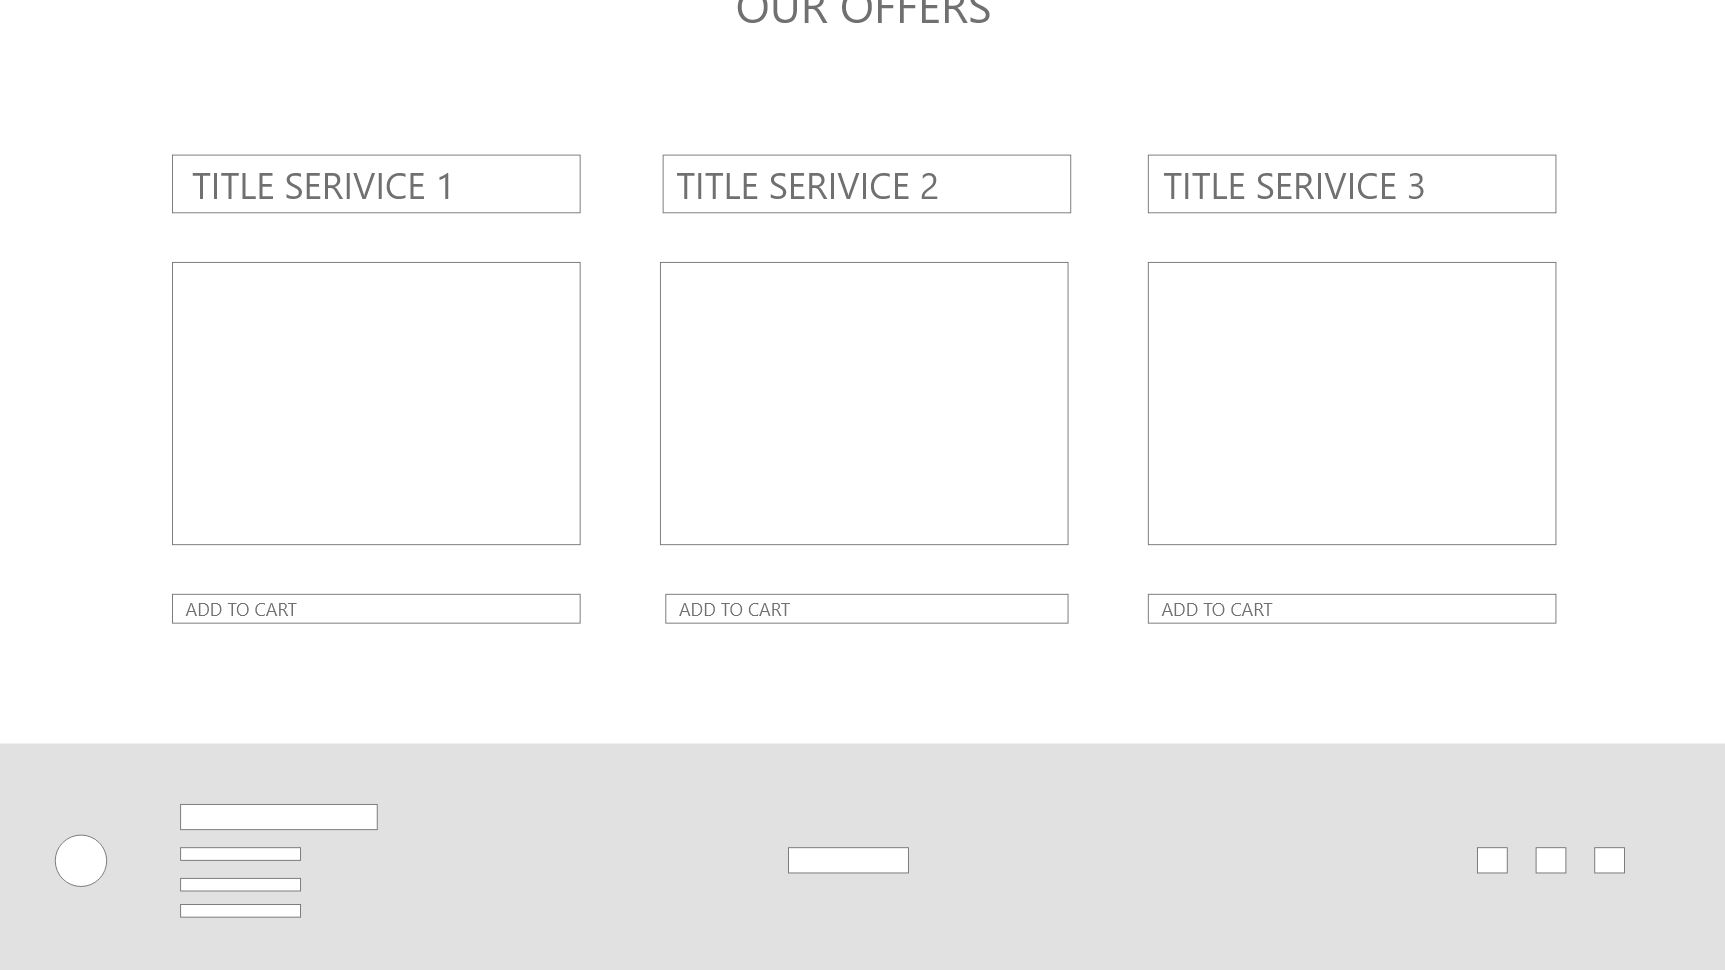 OUR OFFERS
TITLE SERIVICE 1
TITLE SERIVICE 2
TITLE SERIVICE 3
ADD TO CART
ADD TO CART
ADD TO CART